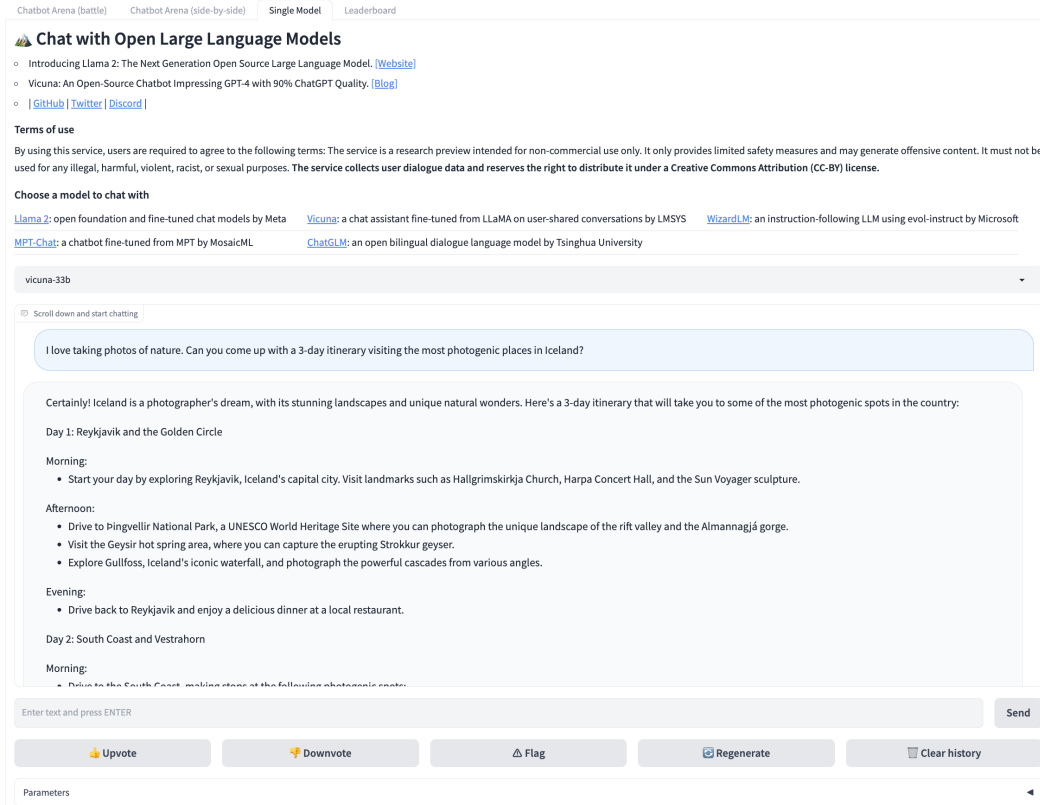 Chatbot Arena (battle) Chatbot Arena (side-by-side) Single Model Leaderboard
🏔️ Chat with Open Large Language Models
Introducing Llama 2: The Next Generation Open Source Large Language Model. [Website]
Vicuna: An Open-Source Chatbot Impressing GPT-4 with 90% ChatGPT Quality. [Blog]
| GitHub | Twitter | Discord |
Terms of use
By using this service, users are required to agree to the following terms: The service is a research preview intended for non-commercial use only. It only provides limited safety measures and may generate offensive content. It must not be
used for any illegal, harmful, violent, racist, or sexual purposes. The service collects user dialogue data and reserves the right to distribute it under a Creative Commons Attribution (CC-BY) license.
Choose a model to chat with
Llama 2: open foundation and fine-tuned chat models by Meta Vicuna: a chat assistant fine-tuned from LLaMA on user-shared conversations by LMSYS WizardLM: an instruction-following LLM using evol-instruct by Microsoft
MPT-Chat: a chatbot fine-tuned from MPT by MosaicML ChatGLM: an open bilingual dialogue language model by Tsinghua University
vicuna-33b
Scroll down and start chatting
I love taking photos of nature. Can you come up with a 3-day itinerary visiting the most photogenic places in Iceland?
Certainly! Iceland is a photographer's dream, with its stunning landscapes and unique natural wonders. Here's a 3-day itinerary that will take you to some of the most photogenic spots in the country:
Day 1: Reykjavik and the Golden Circle
Morning:
• Start your day by exploring Reykjavik, Iceland's capital city. Visit landmarks such as Hallgrimskirkja Church, Harpa Concert Hall, and the Sun Voyager sculpture.
Afternoon:
• Drive to Þingvellir National Park, a UNESCO World Heritage Site where you can photograph the unique landscape of the rift valley and the Almannagjá gorge.
• Visit the Geysir hot spring area, where you can capture the erupting Strokkur geyser.
• Explore Gullfoss, Iceland's iconic waterfall, and photograph the powerful cascades from various angles.
Evening:
• Drive back to Reykjavik and enjoy a delicious dinner at a local restaurant.
Day 2: South Coast and Vestrahorn
Morning:
• Drive to the South Coast, making stops at the following photogenic spots:
Enter text and press ENTER Send
👍 Upvote 👎 Downvote ⚠️ Flag 🔄 Regenerate 🗑️ Clear history
Parameters